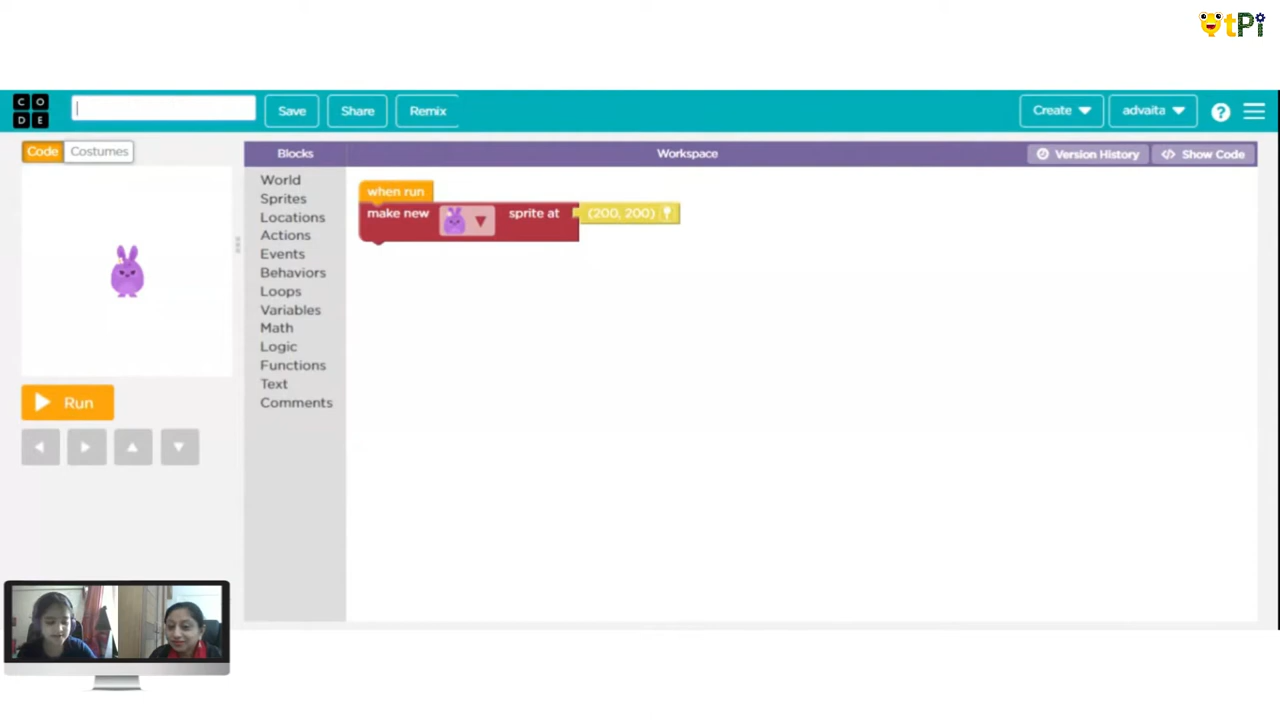 tPi
CODE
Save
Share
Remix
Create
advaita
?
Code
Costumes
Blocks
Workspace
Version History
Show Code
World
Sprites
Locations
Actions
Events
Behaviors
Loops
Variables
Math
Logic
Functions
Text
Comments
when run
make new sprite at (200, 200)
Run